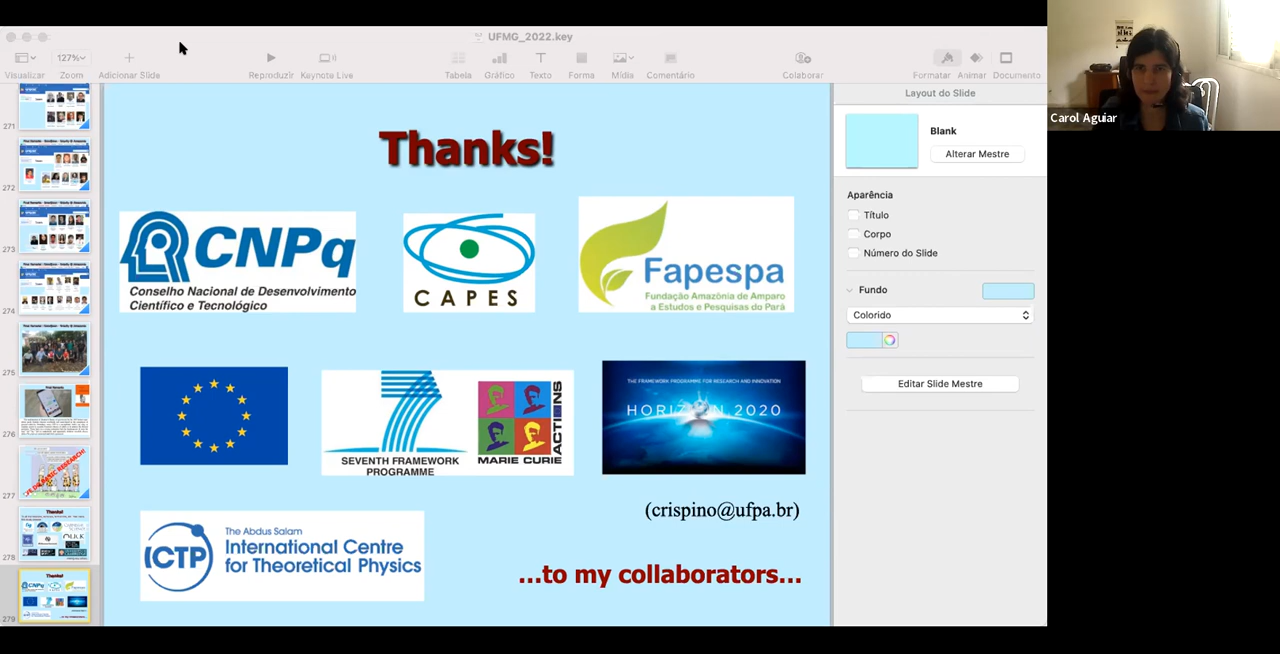 UFMG_2022.key
127%
Visualizar
Zoom
Adicionar Slide
Reproduzir
Keynote Live
Tabela
Gráfico
Texto
Forma
Mídia
Comentário
Colaborar
Formatar
Animar
Documento
Carol Aguiar
271
272
273
274
275
276
277
278
279
Thanks!
CNPq
Conselho Nacional de Desenvolvimento
Científico e Tecnológico
CAPES
Fapespa
Fundação Amazônia de Amparo
a Estudos e Pesquisas do Pará
7
SEVENTH FRAMEWORK
PROGRAMME
MARIE CURIE
ACTIONS
THE FRAMEWORK PROGRAMME FOR RESEARCH AND INNOVATION
HORIZON 2020
(crispino@ufpa.br)
ICTP
The Abdus Salam
International Centre
for Theoretical Physics
...to my collaborators...
Layout do Slide
Blank
Alterar Mestre
Aparência
Título
Corpo
Número do Slide
Fundo
Colorido
Editar Slide Mestre